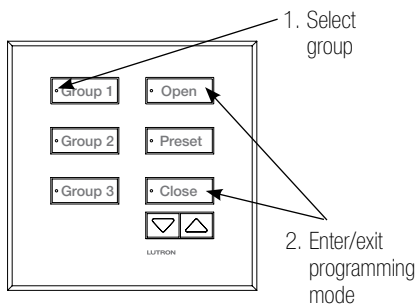 1. Select
group
Group 1
Open
Group 2
Preset
Group 3
Close
LUTRON
2. Enter/exit
programming
mode